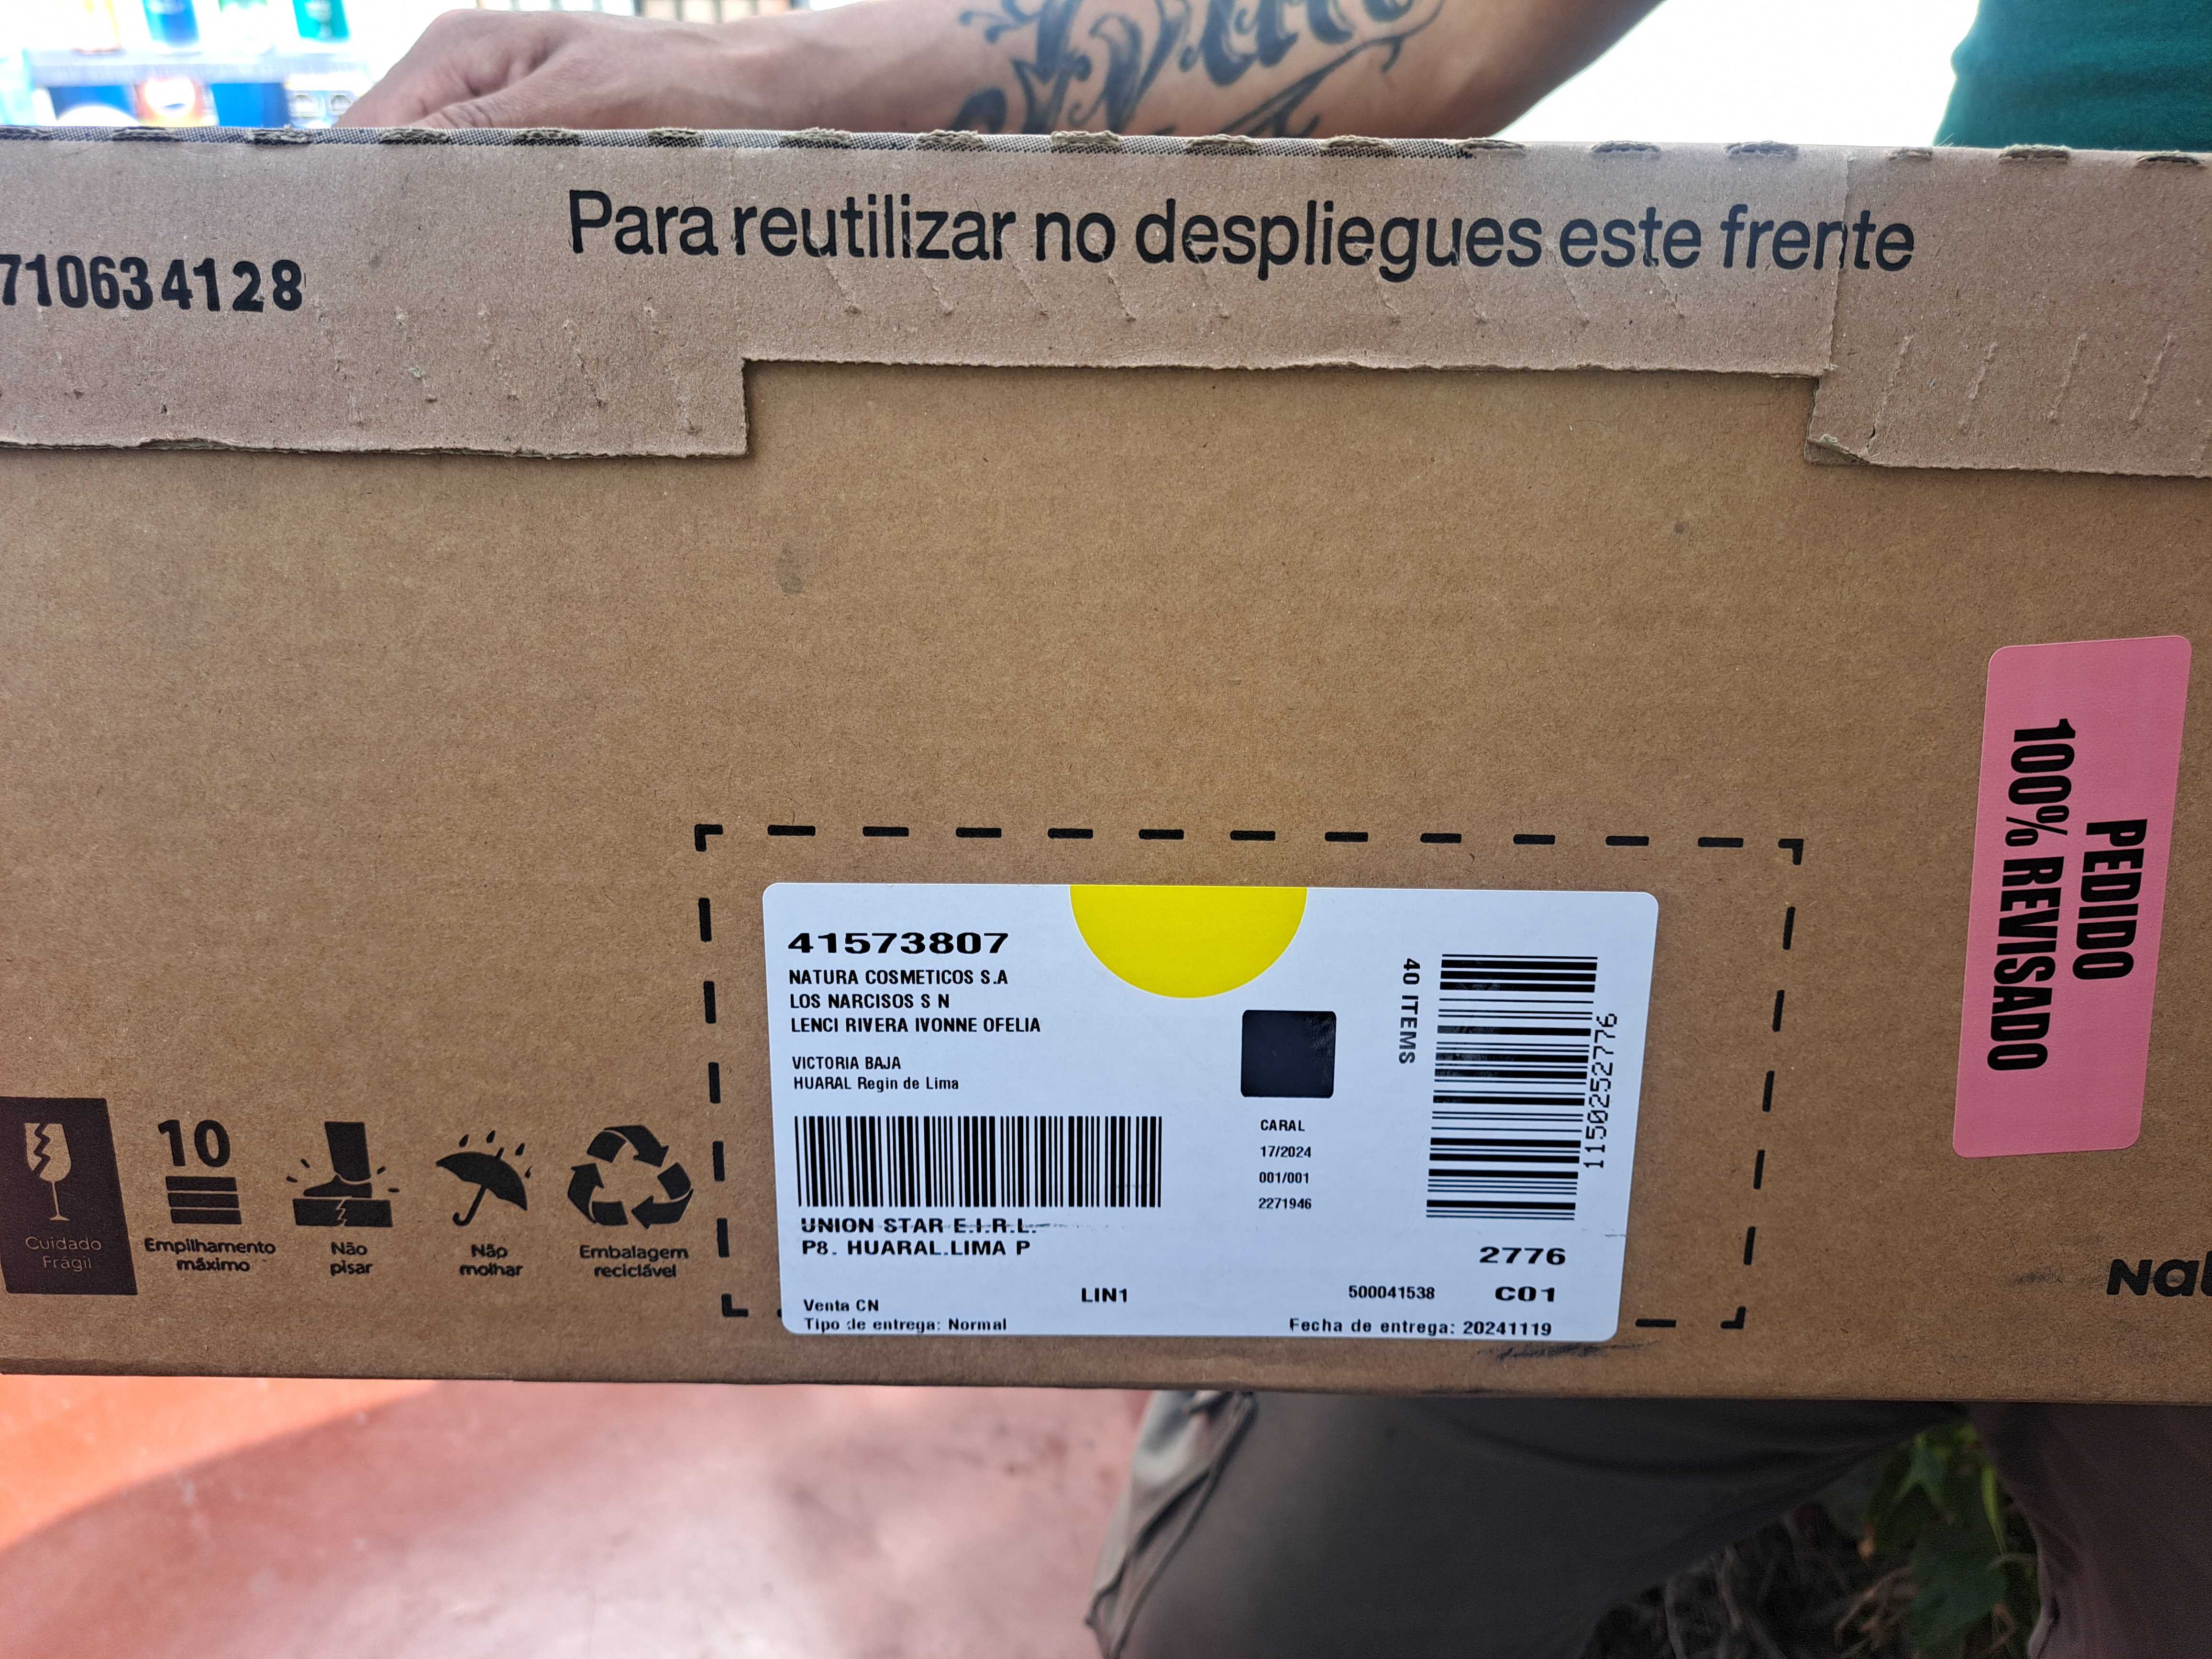 Para reutilizar no despliegues este frente
710634128
PEDIDO
100% REVISADO
41573807
NATURA COSMETICOS S.A
LOS NARCISOS S N
LENCI RIVERA IVONNE OFELIA
VICTORIA BAJA
HUARAL Regin de Lima
40 ITEMS
1150252776
CARAL
17/2024
001/001
2271946
UNION STAR E.I.R.L.
P8. HUARAL.LIMA P
2776
LIN1
500041538
C01
Venta CN
Tipo de entrega: Normal
Fecha de entrega: 20241119
Cuidado
Frágil
10
Empilhamento
máximo
Não
pisar
Não
molhar
Embalagem
reciclável